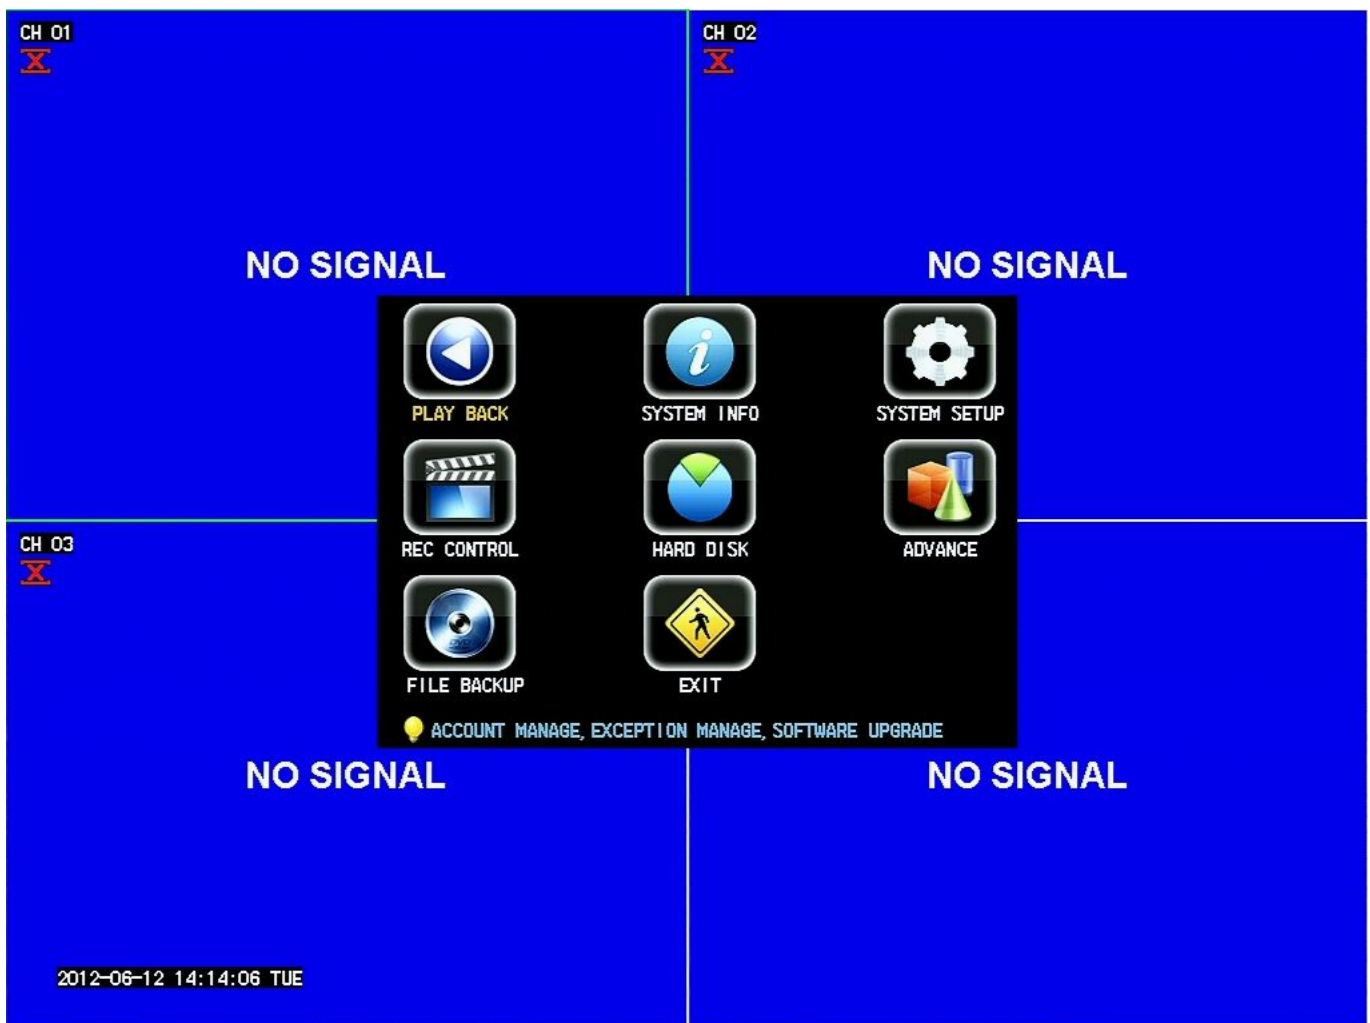 CH 01
CH 02
NO SIGNAL
NO SIGNAL
PLAY BACK
SYSTEM INFO
SYSTEM SETUP
REC CONTROL
HARD DISK
ADVANCE
CH 03
FILE BACKUP
EXIT
ACCOUNT MANAGE, EXCEPTION MANAGE, SOFTWARE UPGRADE
NO SIGNAL
NO SIGNAL
2012-06-12 14:14:06 TUE